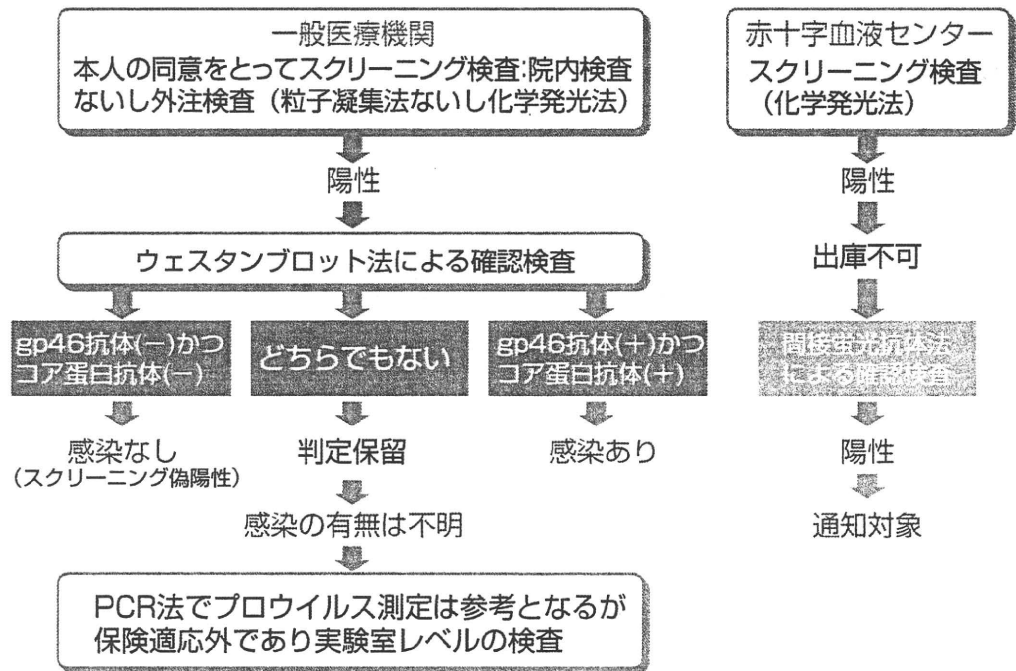 一般医療機関
本人の同意をとってスクリーニング検査:院内検査
ないし外注検査（粒子凝集法ないし化学発光法）
陽性
ウェスタンブロット法による確認検査
gp46抗体(−)かつ
コア蛋白抗体(−)
どちらでもない
gp46抗体(+)かつ
コア蛋白抗体(+)
感染なし
(スクリーニング偽陽性)
判定保留
感染あり
感染の有無は不明
PCR法でプロウイルス測定は参考となるが
保険適応外であり実験室レベルの検査
赤十字血液センター
スクリーニング検査
（化学発光法）
陽性
出庫不可
間接蛍光抗体法
による確認検査
陽性
通知対象